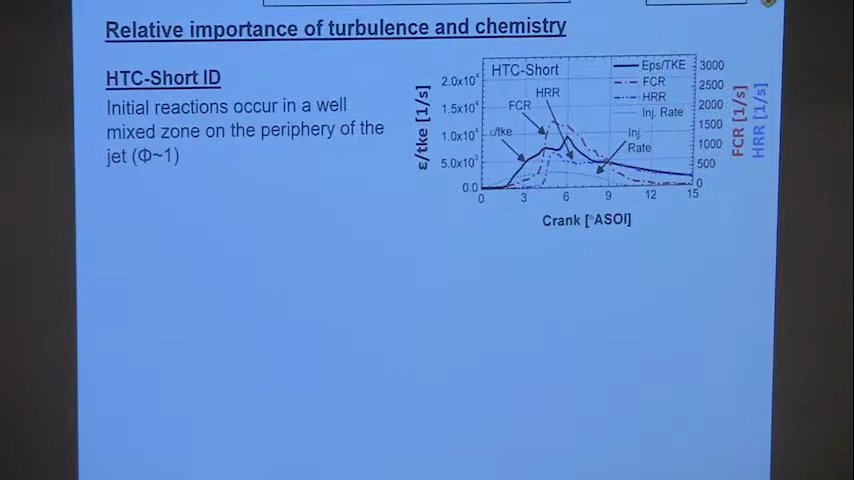 Relative importance of turbulence and chemistry
HTC-Short ID
Initial reactions occur in a well
mixed zone on the periphery of the
jet (Φ~1)
HTC-Short
Eps/TKE
FCR
HRR
Inj. Rate
HRR
FCR
ε/tke
Inj.
Rate
ε/tke [1/s]
2.0x10⁴
1.5x10⁴
1.0x10⁴
5.0x10³
0.0
3000
2500
2000
1500
1000
500
0
FCR [1/s]
HRR [1/s]
0 3 6 9 12 15
Crank [°ASOI]